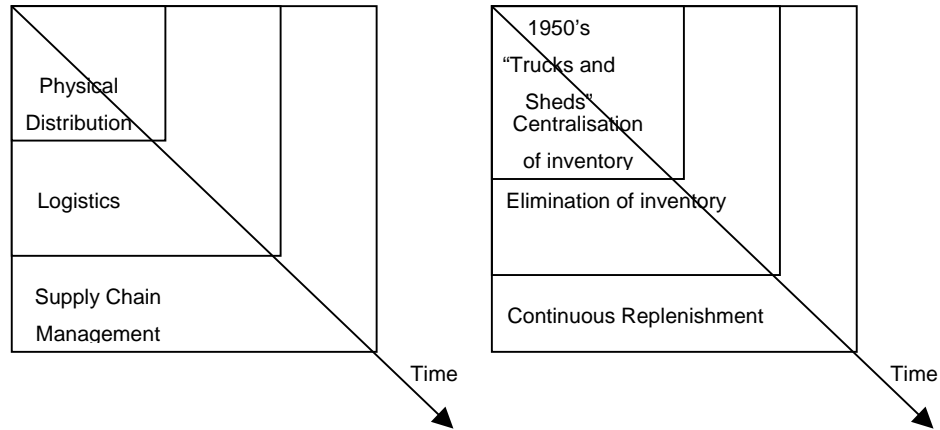 Physical
Distribution
Logistics
Supply Chain
Management
Time
1950's
“Trucks and
Sheds”
Centralisation
of inventory
Elimination of inventory
Continuous Replenishment
Time